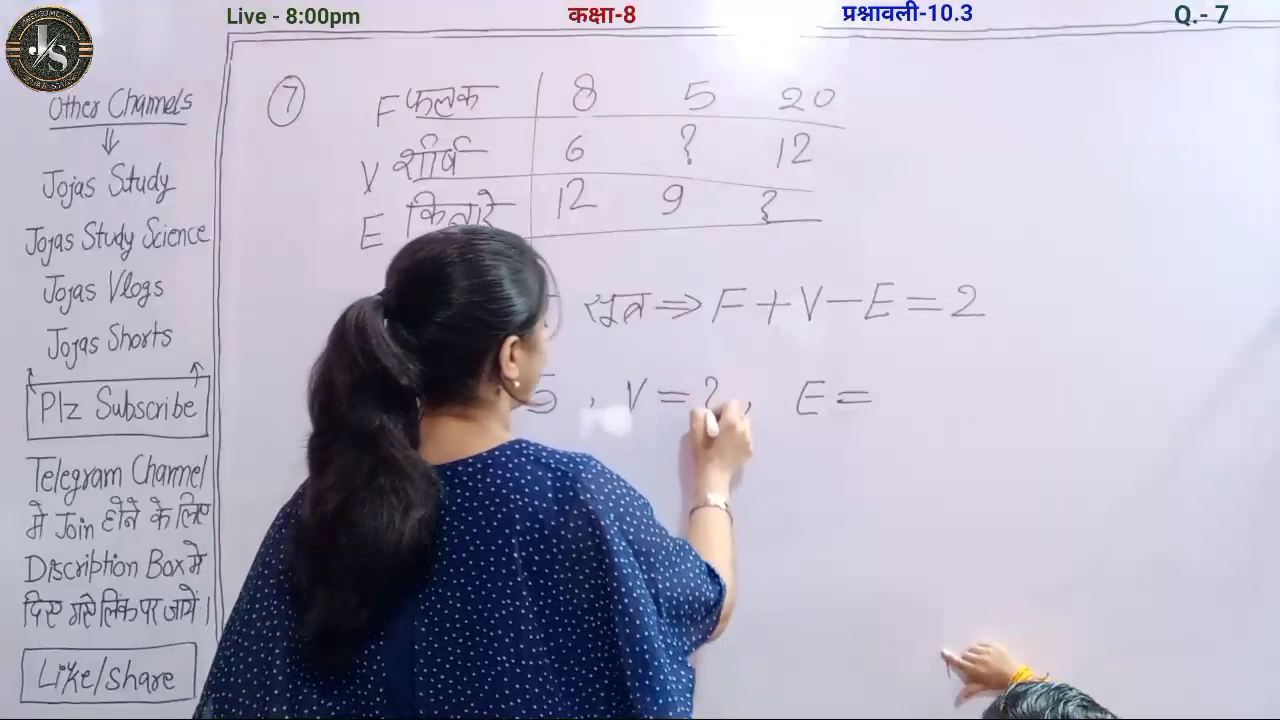 Live - 8:00pm कक्षा-8 प्रश्नावली-10.3 Q.- 7
Other Channels
Jojas Study
Jojas Study Science
Jojas Vlogs
Jojas Shorts
Plz Subscribe
Telegram Channel
मे Join होने के लिए
Discription Box मे
दिए गये लिंक पर जाये।
Like/share
7
F फलक 8 5 20
V शीर्ष 6 ? 12
E किनारे 12 9 ?
सूत्र ⇒ F + V - E = 2
5 , V = ? , E =
JS